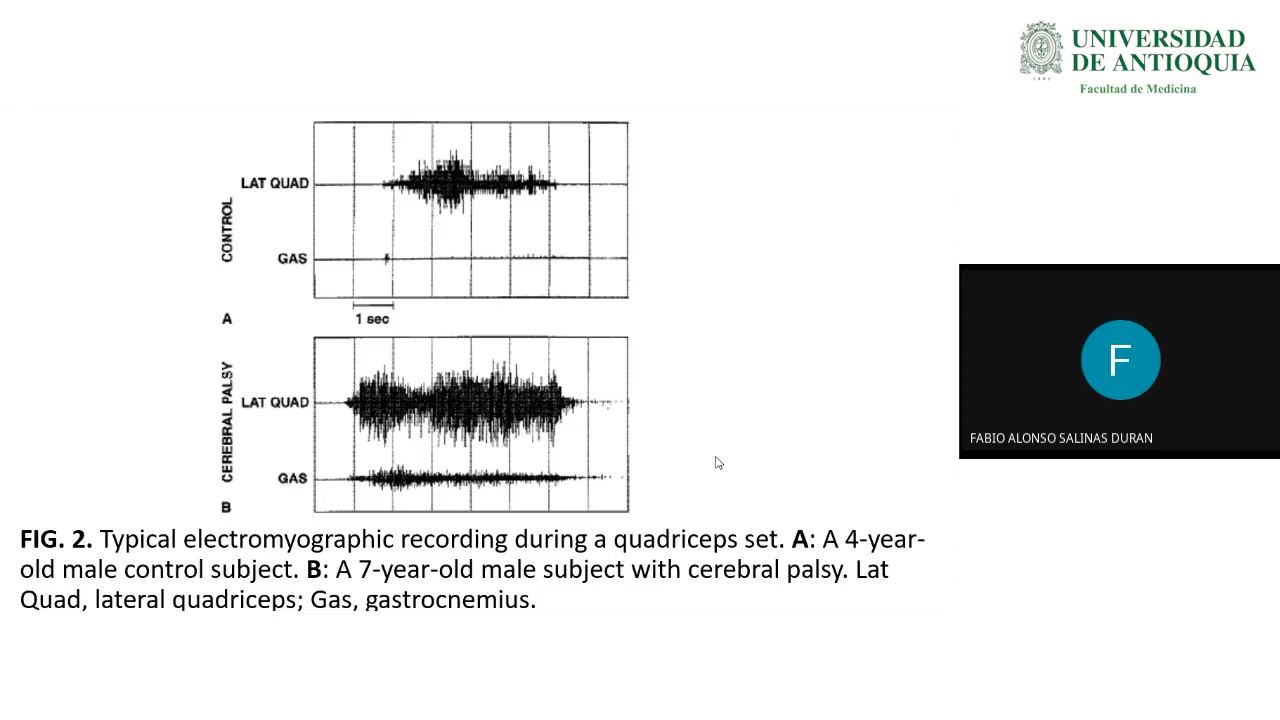 UNIVERSIDAD
DE ANTIOQUIA
1803
Facultad de Medicina
CONTROL
LAT QUAD
GAS
A
1 sec
CEREBRAL PALSY
LAT QUAD
GAS
B
F
FABIO ALONSO SALINAS DURAN
FIG. 2. Typical electromyographic recording during a quadriceps set. A: A 4-year-
old male control subject. B: A 7-year-old male subject with cerebral palsy. Lat
Quad, lateral quadriceps; Gas, gastrocnemius.